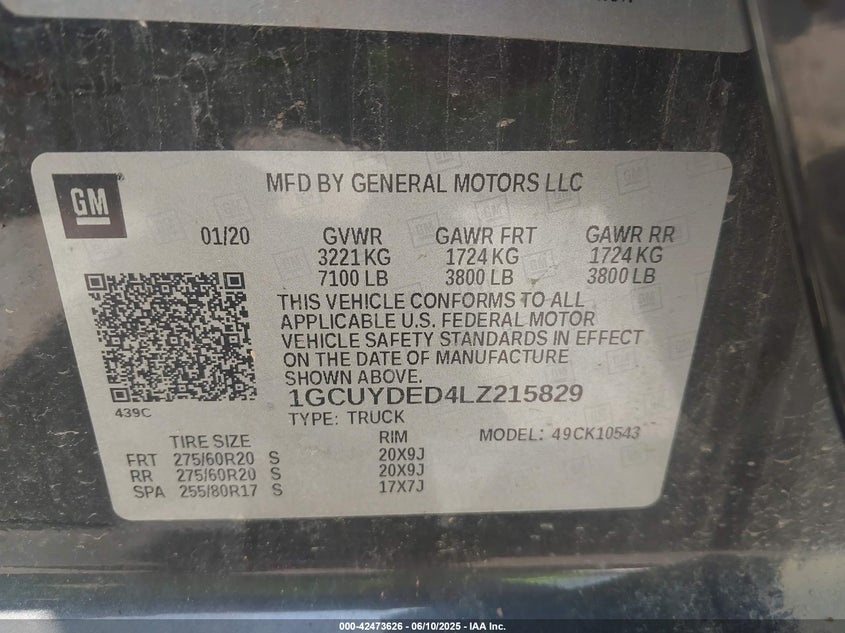 MFD BY GENERAL MOTORS LLC
GM
01/20 GVWR GAWR FRT GAWR RR
3221 KG 1724 KG 1724 KG
7100 LB 3800 LB 3800 LB
THIS VEHICLE CONFORMS TO ALL
APPLICABLE U.S. FEDERAL MOTOR
VEHICLE SAFETY STANDARDS IN EFFECT
ON THE DATE OF MANUFACTURE
SHOWN ABOVE.
1GCUYDED4LZ215829
439C
TYPE: TRUCK
TIRE SIZE RIM MODEL: 49CK10543
FRT 275/60R20 S 20X9J
RR 275/60R20 S 20X9J
SPA 255/80R17 S 17X7J
000-42473626 - 06/10/2025 - IAA Inc.